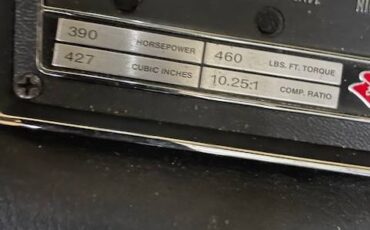 390 HORSEPOWER
460 LBS. FT. TORQUE
427 CUBIC INCHES
10.25:1 COMP. RATIO